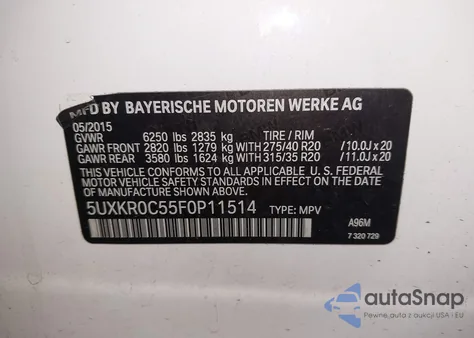 MFD BY BAYERISCHE MOTOREN WERKE AG
05/2015
GVWR 6250 lbs 2835 kg TIRE / RIM
GAWR FRONT 2820 lbs 1279 kg WITH 275/40 R20 /10.0J x 20
GAWR REAR 3580 lbs 1624 kg WITH 315/35 R20 /11.0J x 20
THIS VEHICLE CONFORMS TO ALL APPLICABLE U. S. FEDERAL
MOTOR VEHICLE SAFETY STANDARDS IN EFFECT ON THE
DATE OF MANUFACTURE SHOWN ABOVE.
5UXKR0C55F0P11514 TYPE: MPV
A96M
7 320 729
autoSnap
Pewne auto z aukcji USA i EU